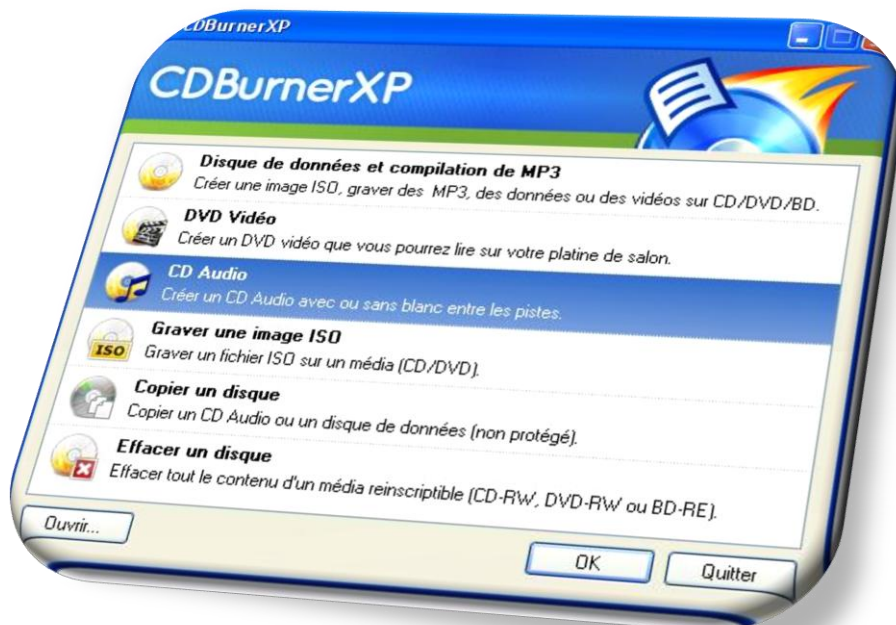 CDBurnerXP
CDBurnerXP
Disque de données et compilation de MP3
Créer une image ISO, graver des MP3, des données ou des vidéos sur CD/DVD/BD.
DVD Vidéo
Créer un DVD vidéo que vous pourrez lire sur votre platine de salon.
CD Audio
Créer un CD Audio avec ou sans blanc entre les pistes.
ISO
Graver une image ISO
Graver un fichier ISO sur un média (CD/DVD).
Copier un disque
Copier un CD Audio ou un disque de données (non protégé).
Effacer un disque
Effacer tout le contenu d'un média reinscriptible (CD-RW, DVD-RW ou BD-RE).
Ouvrir...
OK
Quitter